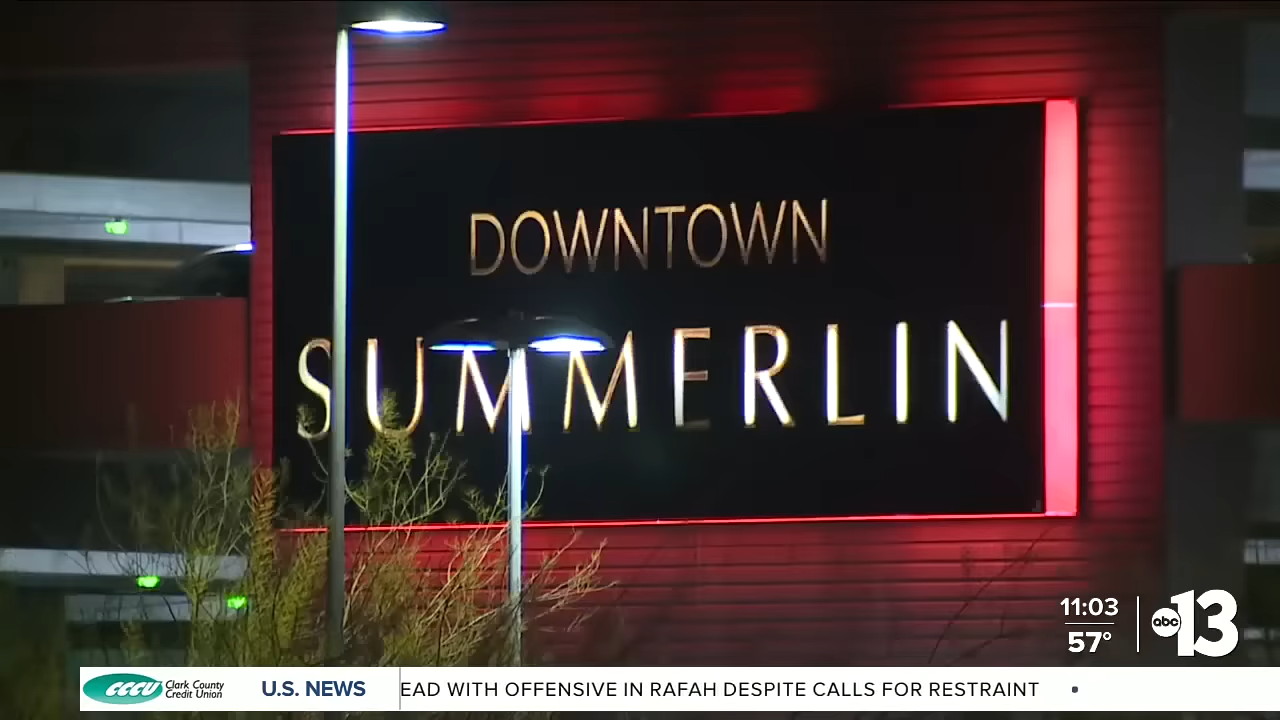 DOWNTOWN
SUMMERLIN
11:03
57°
abc 13
CCCU Clark County
Credit Union
U.S. NEWS
EAD WITH OFFENSIVE IN RAFAH DESPITE CALLS FOR RESTRAINT •